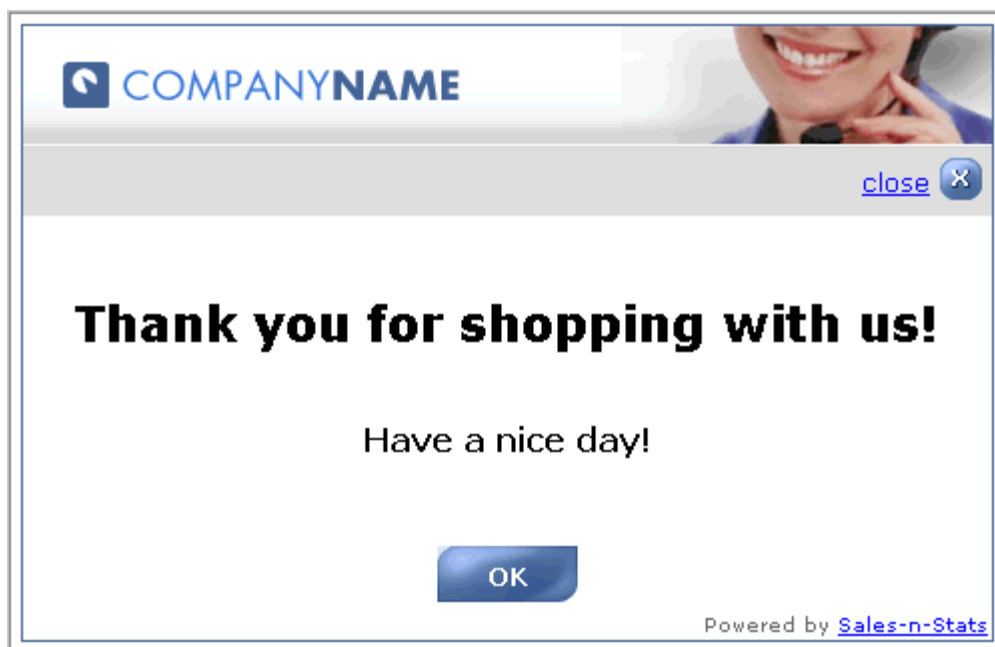 COMPANYNAME
close
Thank you for shopping with us!
Have a nice day!
OK
Powered by Sales-n-Stats